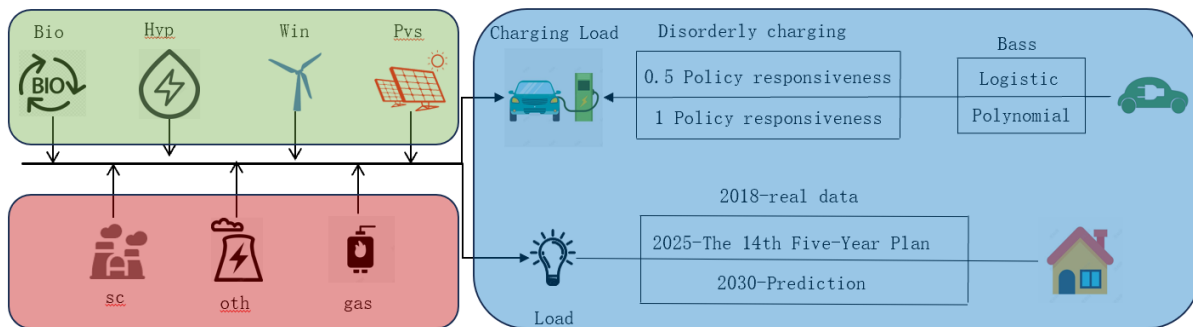 Bio
Hyp
Win
Pvs
BIO
sc
oth
gas
Charging Load
Disorderly charging
0.5 Policy responsiveness
1 Policy responsiveness
Bass
Logistic
Polynomial
2018-real data
2025-The 14th Five-Year Plan
2030-Prediction
Load